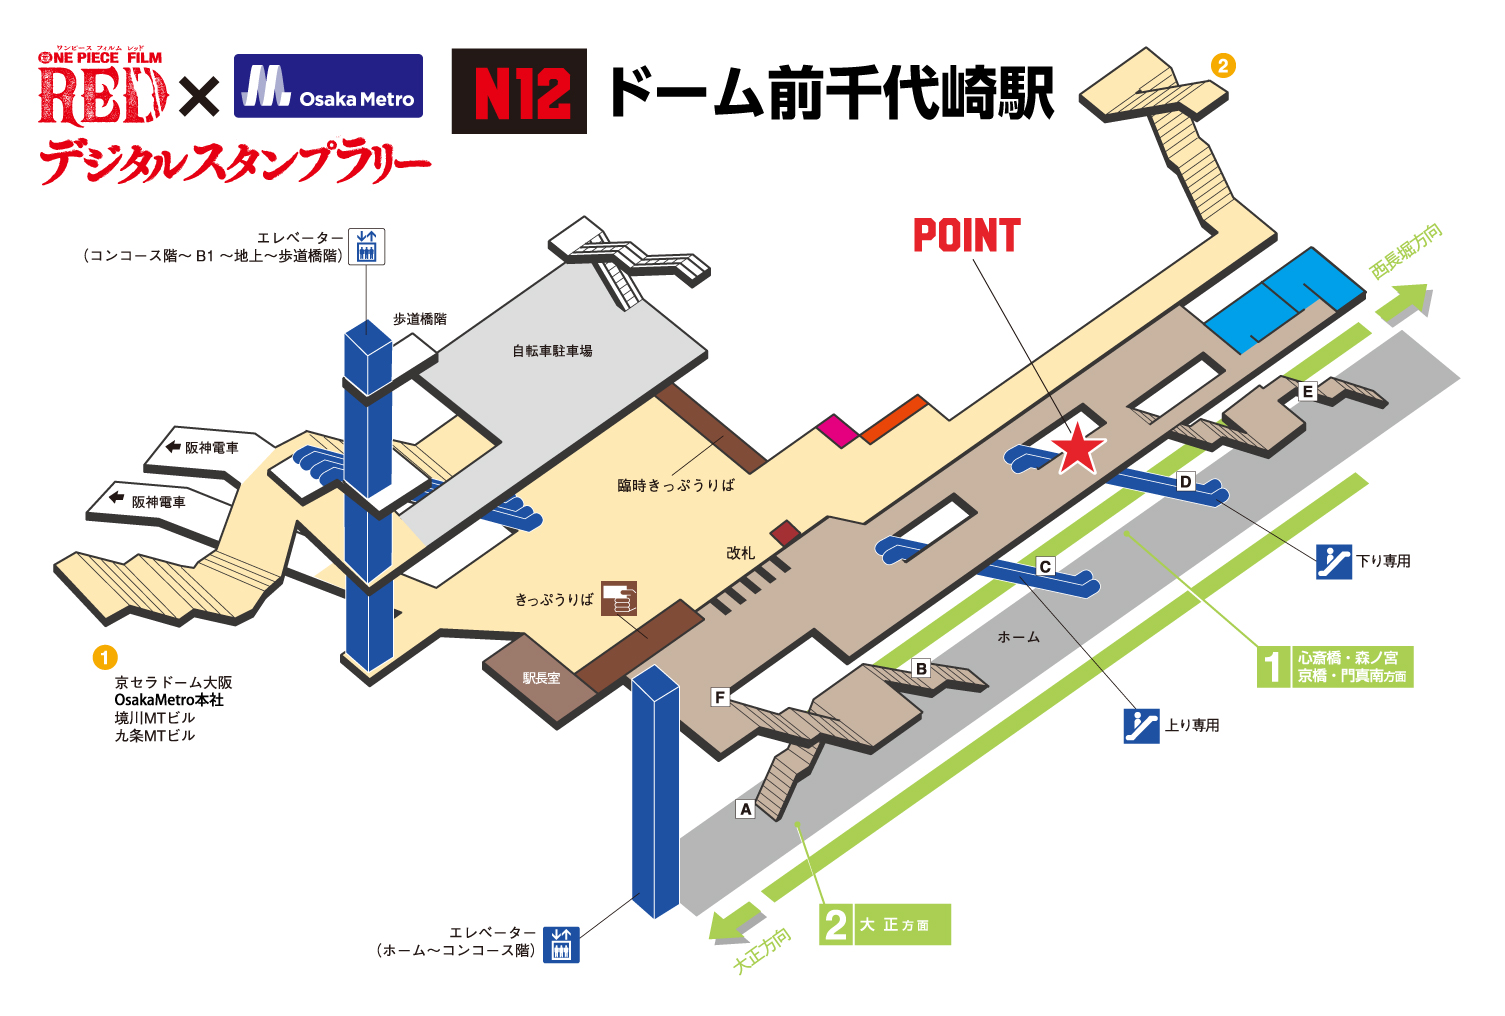 ワンピース フィルム レッド
ONE PIECE FILM
RED
×
Osaka Metro
デジタルスタンプラリー
N12
ドーム前千代崎駅
2
エレベーター
(コンコース階〜B1〜地上〜歩道橋階)
歩道橋階
自転車駐車場
POINT
西長堀方向
阪神電車
阪神電車
臨時きっぷうりば
改札
きっぷうりば
駅長室
E
D
C
B
F
A
下り専用
上り専用
ホーム
1
京セラドーム大阪
OsakaMetro本社
境川MTビル
九条MTビル
1
心斎橋・森ノ宮
京橋・門真南方面
2
大正方面
大正方向
エレベーター
(ホーム〜コンコース階)